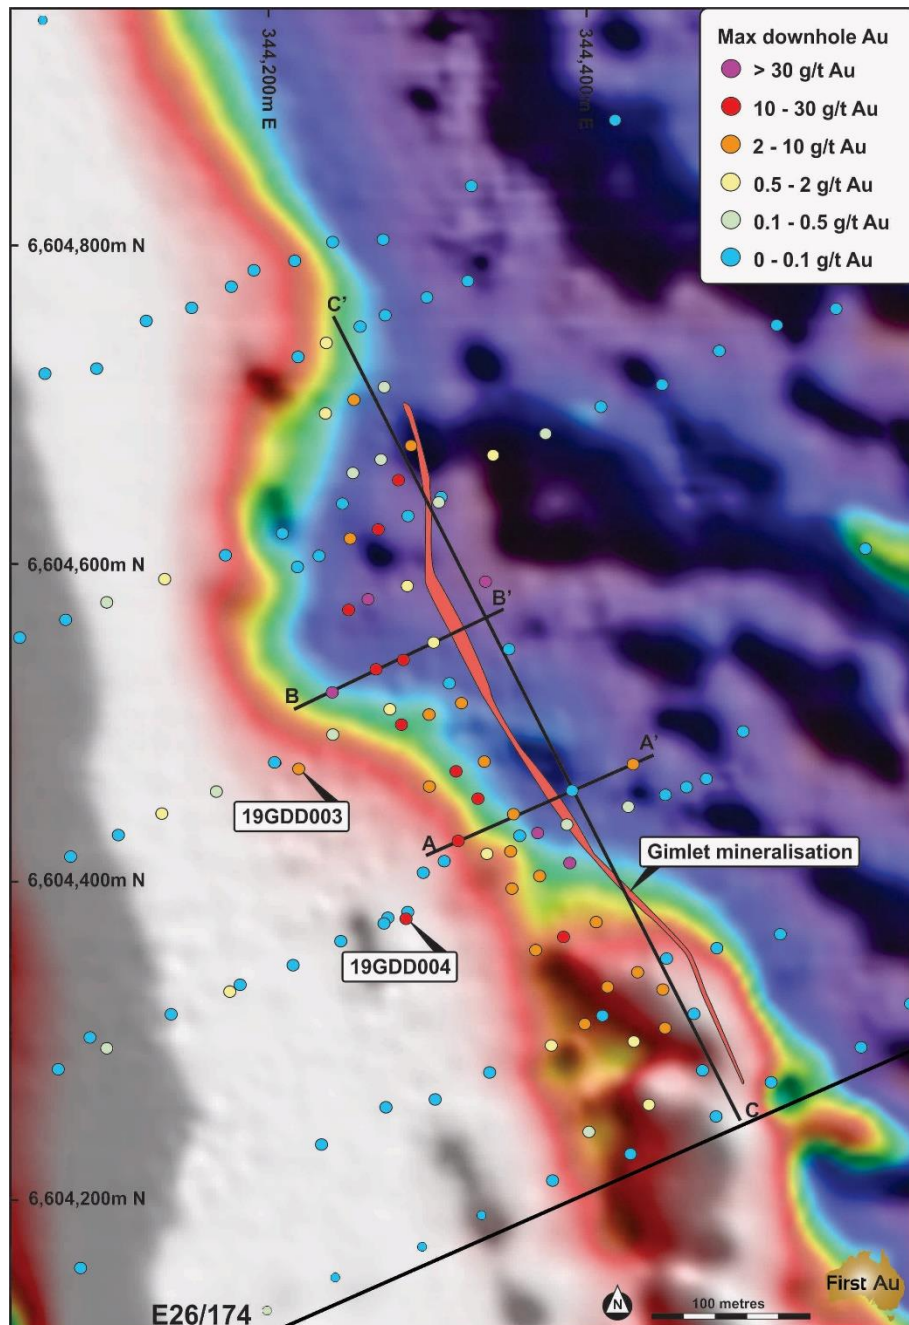 344,200m E
344,400m E
Max downhole Au
> 30 g/t Au
10 - 30 g/t Au
2 - 10 g/t Au
0.5 - 2 g/t Au
0.1 - 0.5 g/t Au
0 - 0.1 g/t Au
6,604,800m N
C'
6,604,600m N
B'
B
A'
19GDD003
A
Gimlet mineralisation
6,604,400m N
19GDD004
C
6,604,200m N
First Au
E26/174
N
100 metres